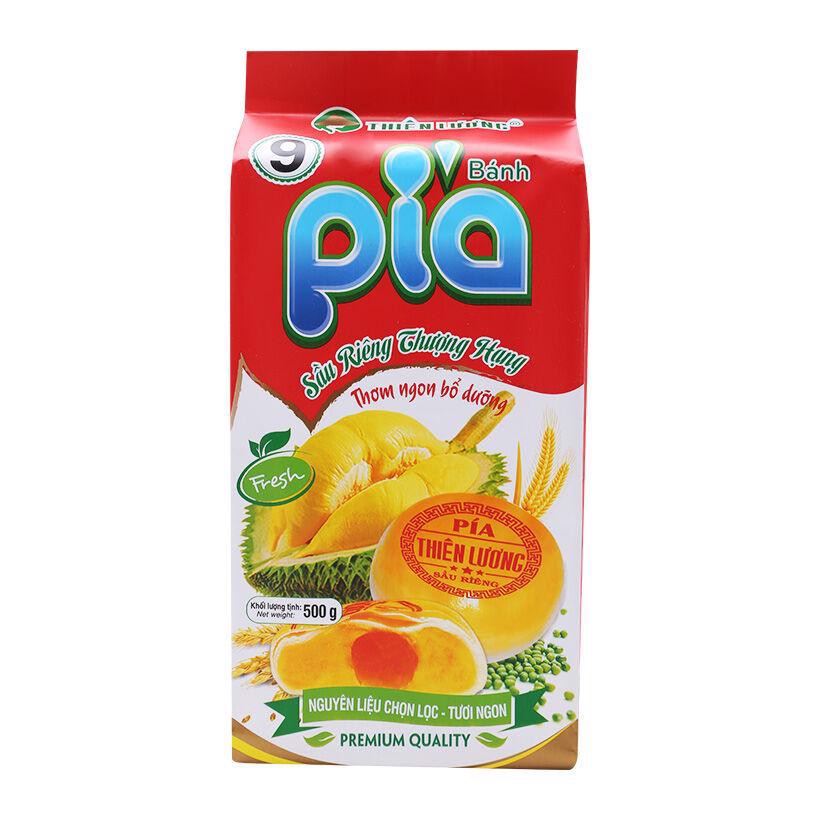 THIÊN LƯƠNG
9
Bánh
pía
Sầu Riêng Thượng Hạng
Thơm ngon bổ dưỡng
Fresh
PÍA
THIÊN LƯƠNG
SẦU RIÊNG
Khối lượng tịnh: 500 g
Net weight:
NGUYÊN LIỆU CHỌN LỌC - TƯƠI NGON
PREMIUM QUALITY